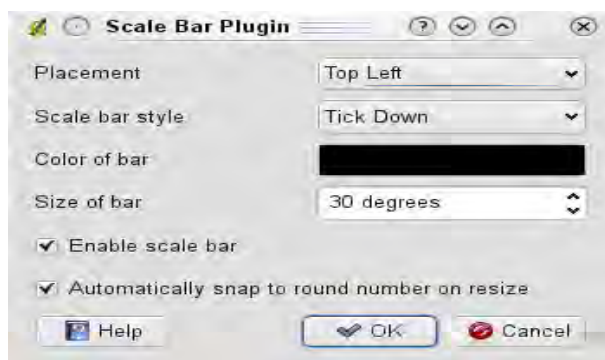 Scale Bar Plugin
Placement Top Left
Scale bar style Tick Down
Color of bar
Size of bar 30 degrees
Enable scale bar
Automatically snap to round number on resize
Help OK Cancel